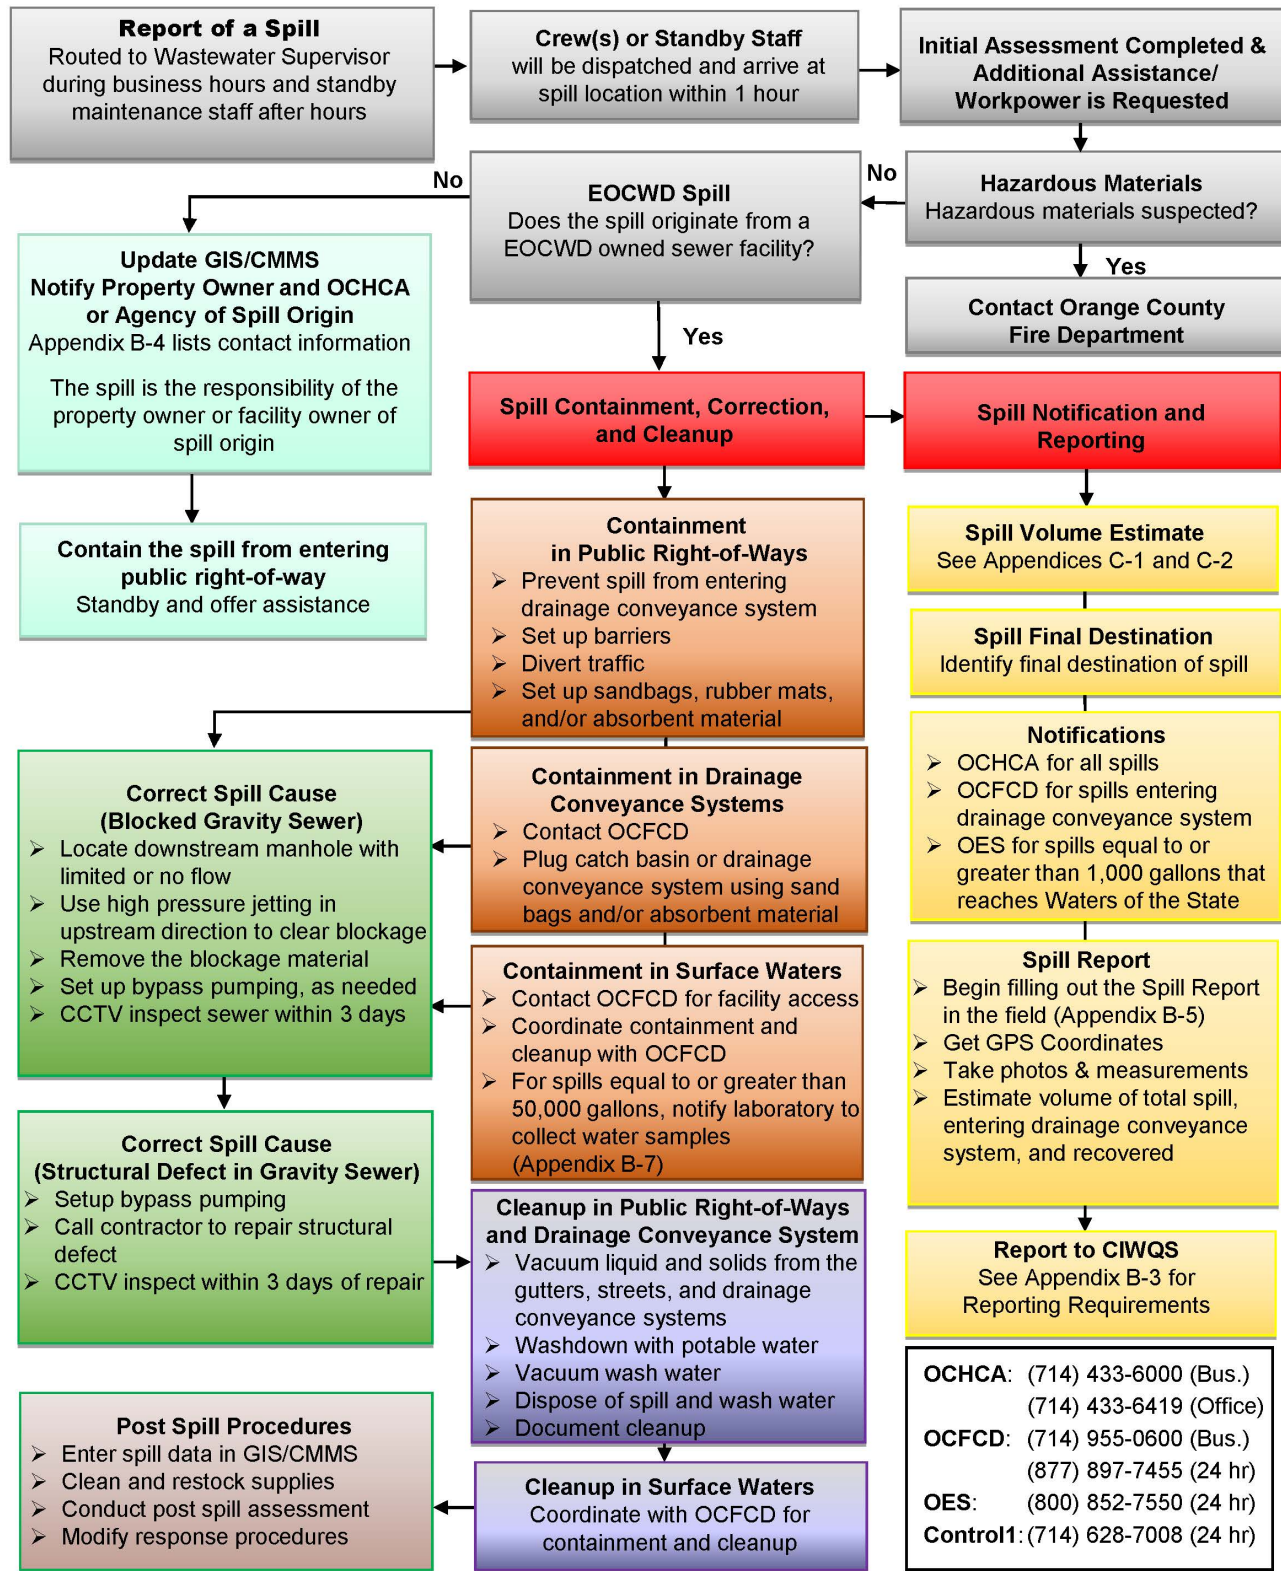 Report of a Spill
Routed to Wastewater Supervisor
during business hours and standby
maintenance staff after hours
Crew(s) or Standby Staff
will be dispatched and arrive at
spill location within 1 hour
Initial Assessment Completed &
Additional Assistance/
Workpower is Requested
No
EOCWD Spill
Does the spill originate from a
EOCWD owned sewer facility?
No
Hazardous Materials
Hazardous materials suspected?
Yes
Contact Orange County
Fire Department
Update GIS/CMMS
Notify Property Owner and OCHCA
or Agency of Spill Origin
Appendix B-4 lists contact information
The spill is the responsibility of the
property owner or facility owner of
spill origin
Yes
Spill Containment, Correction,
and Cleanup
Spill Notification and
Reporting
Contain the spill from entering
public right-of-way
Standby and offer assistance
Containment
in Public Right-of-Ways
➢ Prevent spill from entering
drainage conveyance system
➢ Set up barriers
➢ Divert traffic
➢ Set up sandbags, rubber mats,
and/or absorbent material
Spill Volume Estimate
See Appendices C-1 and C-2
Spill Final Destination
Identify final destination of spill
Notifications
➢ OCHCA for all spills
➢ OCFCD for spills entering
drainage conveyance system
➢ OES for spills equal to or
greater than 1,000 gallons that
reaches Waters of the State
Correct Spill Cause
(Blocked Gravity Sewer)
➢ Locate downstream manhole with
limited or no flow
➢ Use high pressure jetting in
upstream direction to clear blockage
➢ Remove the blockage material
➢ Set up bypass pumping, as needed
➢ CCTV inspect sewer within 3 days
Containment in Drainage
Conveyance Systems
➢ Contact OCFCD
➢ Plug catch basin or drainage
conveyance system using sand
bags and/or absorbent material
Containment in Surface Waters
➢ Contact OCFCD for facility access
➢ Coordinate containment and
cleanup with OCFCD
➢ For spills equal to or greater than
50,000 gallons, notify laboratory to
collect water samples
(Appendix B-7)
Spill Report
➢ Begin filling out the Spill Report
in the field (Appendix B-5)
➢ Get GPS Coordinates
➢ Take photos & measurements
➢ Estimate volume of total spill,
entering drainage conveyance
system, and recovered
Correct Spill Cause
(Structural Defect in Gravity Sewer)
➢ Setup bypass pumping
➢ Call contractor to repair structural
defect
➢ CCTV inspect within 3 days of repair
Cleanup in Public Right-of-Ways
and Drainage Conveyance System
➢ Vacuum liquid and solids from the
gutters, streets, and drainage
conveyance systems
➢ Washdown with potable water
➢ Vacuum wash water
➢ Dispose of spill and wash water
➢ Document cleanup
Report to CIWQS
See Appendix B-3 for
Reporting Requirements
Post Spill Procedures
➢ Enter spill data in GIS/CMMS
➢ Clean and restock supplies
➢ Conduct post spill assessment
➢ Modify response procedures
Cleanup in Surface Waters
Coordinate with OCFCD for
containment and cleanup
OCHCA: (714) 433-6000 (Bus.)
(714) 433-6419 (Office)
OCFCD: (714) 955-0600 (Bus.)
(877) 897-7455 (24 hr)
OES: (800) 852-7550 (24 hr)
Control1: (714) 628-7008 (24 hr)